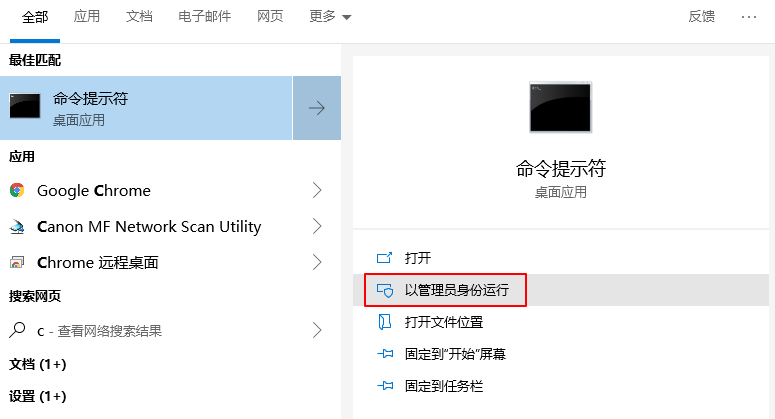 全部 应用 文档 电子邮件 网页 更多 反馈 ···
最佳匹配
命令提示符
桌面应用
应用
Google Chrome
Canon MF Network Scan Utility
Chrome 远程桌面
搜索网页
c - 查看网络搜索结果
文档 (1+)
设置 (1+)
命令提示符
桌面应用
打开
以管理员身份运行
打开文件位置
固定到"开始"屏幕
固定到任务栏